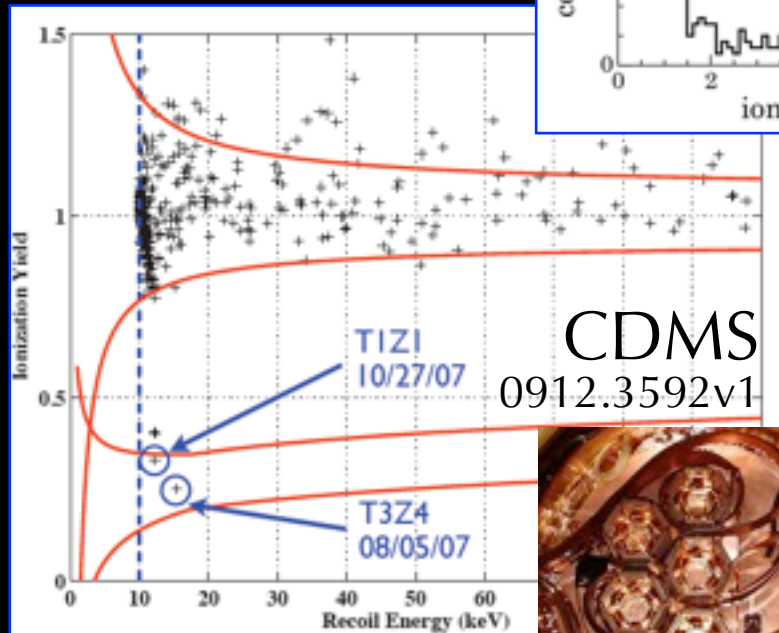 0
2
ion
1.5
1
0.5
0
Ionization Yield
T1Z1
10/27/07
CDMS
0912.3592v1
T3Z4
08/05/07
0 10 20 30 40 50 60
Recoil Energy (keV)